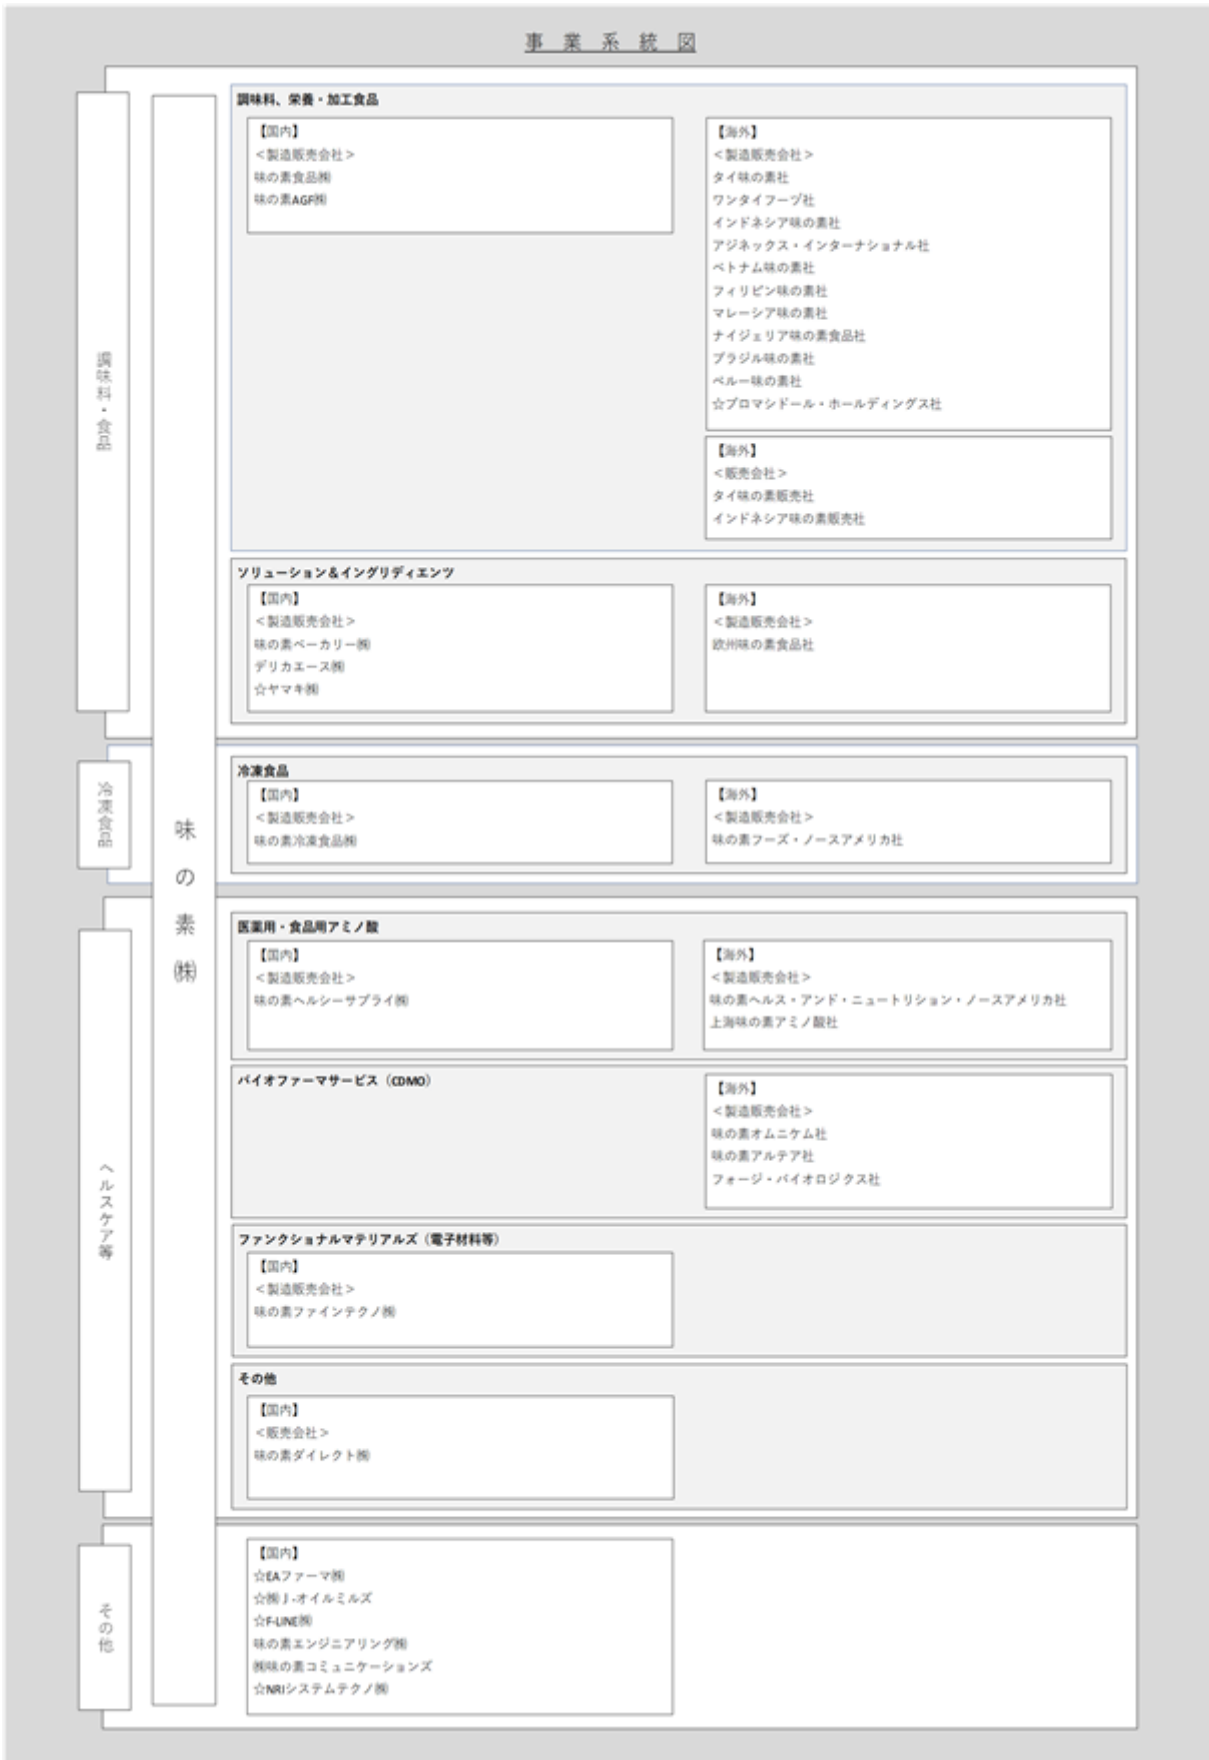 事業系統図
調味料・食品
味の素㈱
調味料、栄養・加工食品
【国内】
＜製造販売会社＞
味の素食品㈱
味の素AGF㈱
【海外】
＜製造販売会社＞
タイ味の素社
ワンタイフーヅ社
インドネシア味の素社
アジネックス・インターナショナル社
ベトナム味の素社
フィリピン味の素社
マレーシア味の素社
ナイジェリア味の素食品社
ブラジル味の素社
ペルー味の素社
☆プロマシドール・ホールディングス社
【海外】
＜販売会社＞
タイ味の素販売社
インドネシア味の素販売社
ソリューション＆イングリディエンツ
【国内】
＜製造販売会社＞
味の素ベーカリー㈱
デリカエース㈱
☆ヤマキ㈱
【海外】
＜製造販売会社＞
欧州味の素食品社
冷凍食品
冷凍食品
【国内】
＜製造販売会社＞
味の素冷凍食品㈱
【海外】
＜製造販売会社＞
味の素フーズ・ノースアメリカ社
ヘルスケア等
医薬用・食品用アミノ酸
【国内】
＜製造販売会社＞
味の素ヘルシーサプライ㈱
【海外】
＜製造販売会社＞
味の素ヘルス・アンド・ニュートリション・ノースアメリカ社
上海味の素アミノ酸社
バイオファーマサービス（CDMO）
【海外】
＜製造販売会社＞
味の素オムニケム社
味の素アルテア社
フォージ・バイオロジクス社
ファンクショナルマテリアルズ（電子材料等）
【国内】
＜製造販売会社＞
味の素ファインテクノ㈱
その他
【国内】
＜販売会社＞
味の素ダイレクト㈱
その他
【国内】
☆EAファーマ㈱
☆㈱J-オイルミルズ
☆F-LINE㈱
味の素エンジニアリング㈱
㈱味の素コミュニケーションズ
☆NRIシステムテクノ㈱